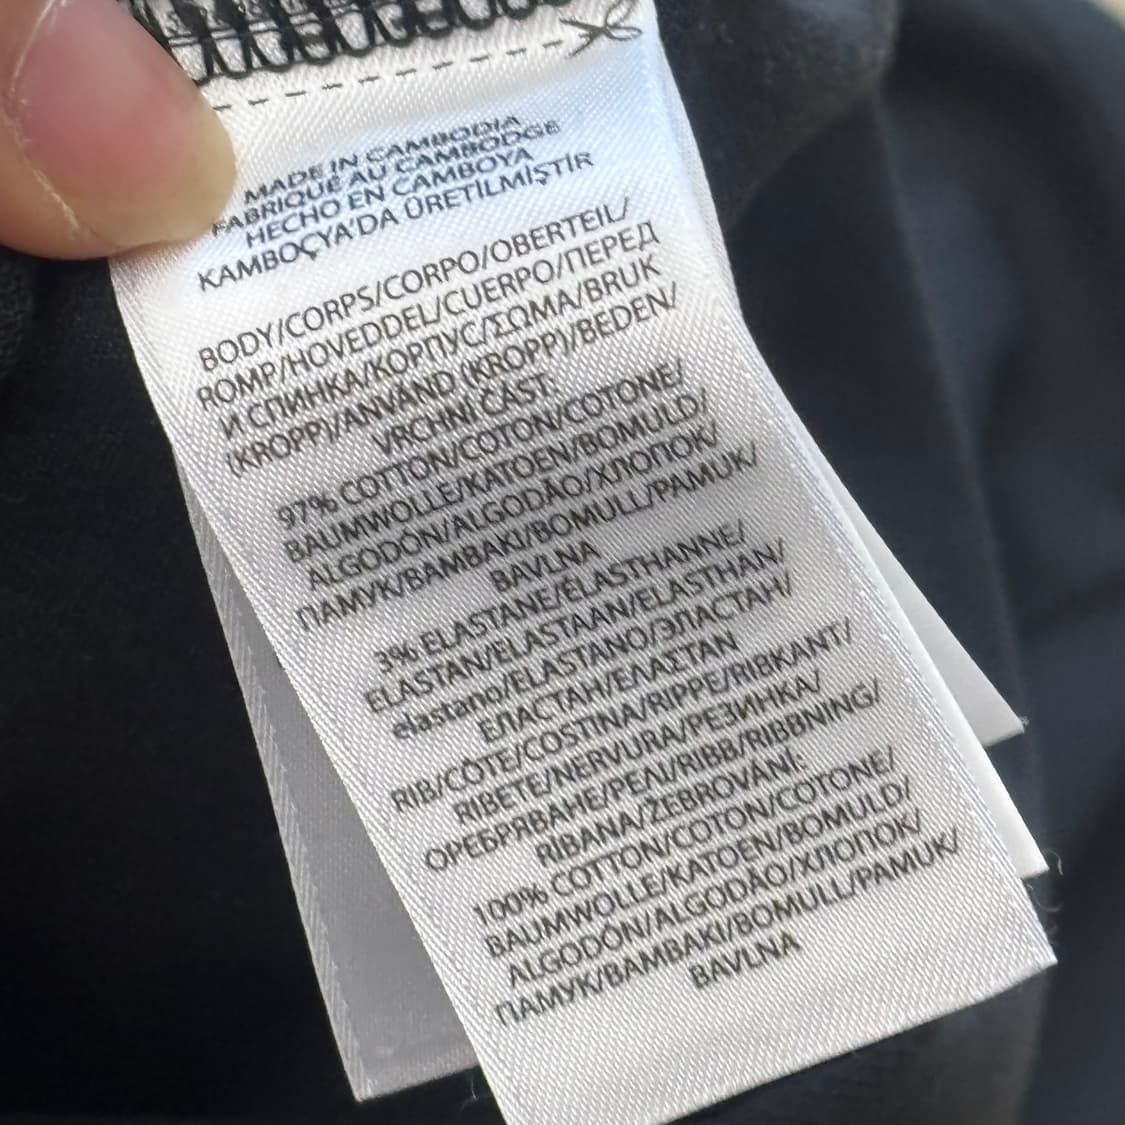 MADE IN CAMBODIA
FABRIQUÉ AU CAMBODGE
HECHO EN CAMBOYA
KAMBOÇYA'DA ÜRETİLMİŞTİR
BODY/CORPS/CORPO/OBERTEIL/
ROMP/HOVEDDEL/CUERPO/ПЕРЕД
И СПИНКА/КОРПУС/ΣΩΜΑ/BRUK
(KROPP)/ANVÄND (KROPP)/BEDEN/
VRCHNÍ ČÁST:
97% COTTON/COTON/COTONE/
BAUMWOLLE/KATOEN/BOMULD/
ALGODÓN/ALGODÃO/ХЛОПОК/
ПАМУК/BAMBAKI/BOMULL/PAMUK/
BAVLNA
3% ELASTANE/ÉLASTHANNE/
ELASTAN/ELASTAAN/ELASTHÁN/
elastano/ELASTANO/ЭЛАСТАН/
ЕЛАСТАН/ΕΛΑΣΤΑΝ
RIB/CÔTE/COSTINA/RIPPE/RIBKANT/
RIBETE/NERVURA/РЕЗИНКА/
ОРЕБРЯВАНЕ/ΡΕΛΙ/RIBB/RIBBNING/
RIBANA/ŽEBROVÁNÍ:
100% COTTON/COTON/COTONE/
BAUMWOLLE/KATOEN/BOMULD/
ALGODÓN/ALGODÃO/ХЛОПОК/
ПАМУК/BAMBAKI/BOMULL/PAMUK/
BAVLNA